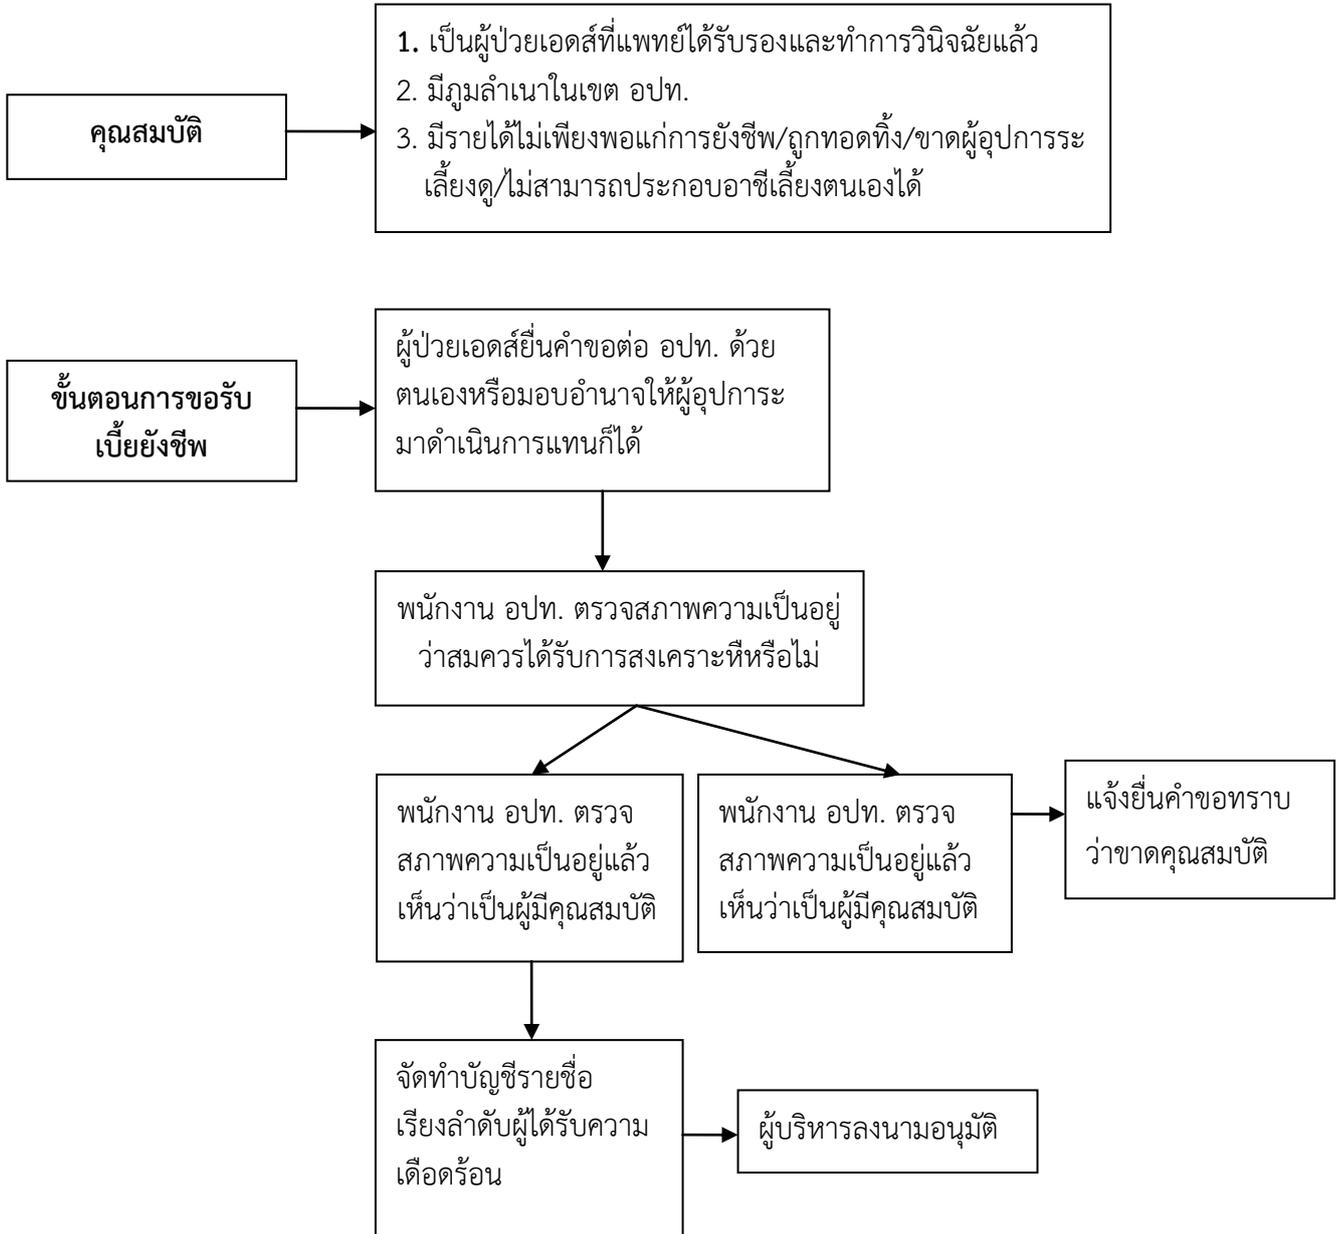 คุณสมบัติ
1. เป็นผู้ป่วยเอดส์ที่แพทย์ได้รับรองและทำการวินิจฉัยแล้ว
2. มีภูมลำเนาในเขต อปท.
3. มีรายได้ไม่เพียงพอแก่การยังชีพ/ถูกทอดทิ้ง/ขาดผู้อุปการระ
เลี้ยงดู/ไม่สามารถประกอบอาชีเลี้ยงตนเองได้
ขั้นตอนการขอรับ
เบี้ยยังชีพ
ผู้ป่วยเอดส์ยื่นคำขอต่อ อปท. ด้วย
ตนเองหรือมอบอำนาจให้ผู้อุปการะ
มาดำเนินการแทนก็ได้
พนักงาน อปท. ตรวจสภาพความเป็นอยู่
ว่าสมควรได้รับการสงเคราะหืหรือไม่
พนักงาน อปท. ตรวจ
สภาพความเป็นอยู่แล้ว
เห็นว่าเป็นผู้มีคุณสมบัติ
พนักงาน อปท. ตรวจ
สภาพความเป็นอยู่แล้ว
เห็นว่าเป็นผู้มีคุณสมบัติ
แจ้งยื่นคำขอทราบ
ว่าขาดคุณสมบัติ
จัดทำบัญชีรายชื่อ
เรียงลำดับผู้ได้รับความ
เดือดร้อน
ผู้บริหารลงนามอนุมัติ